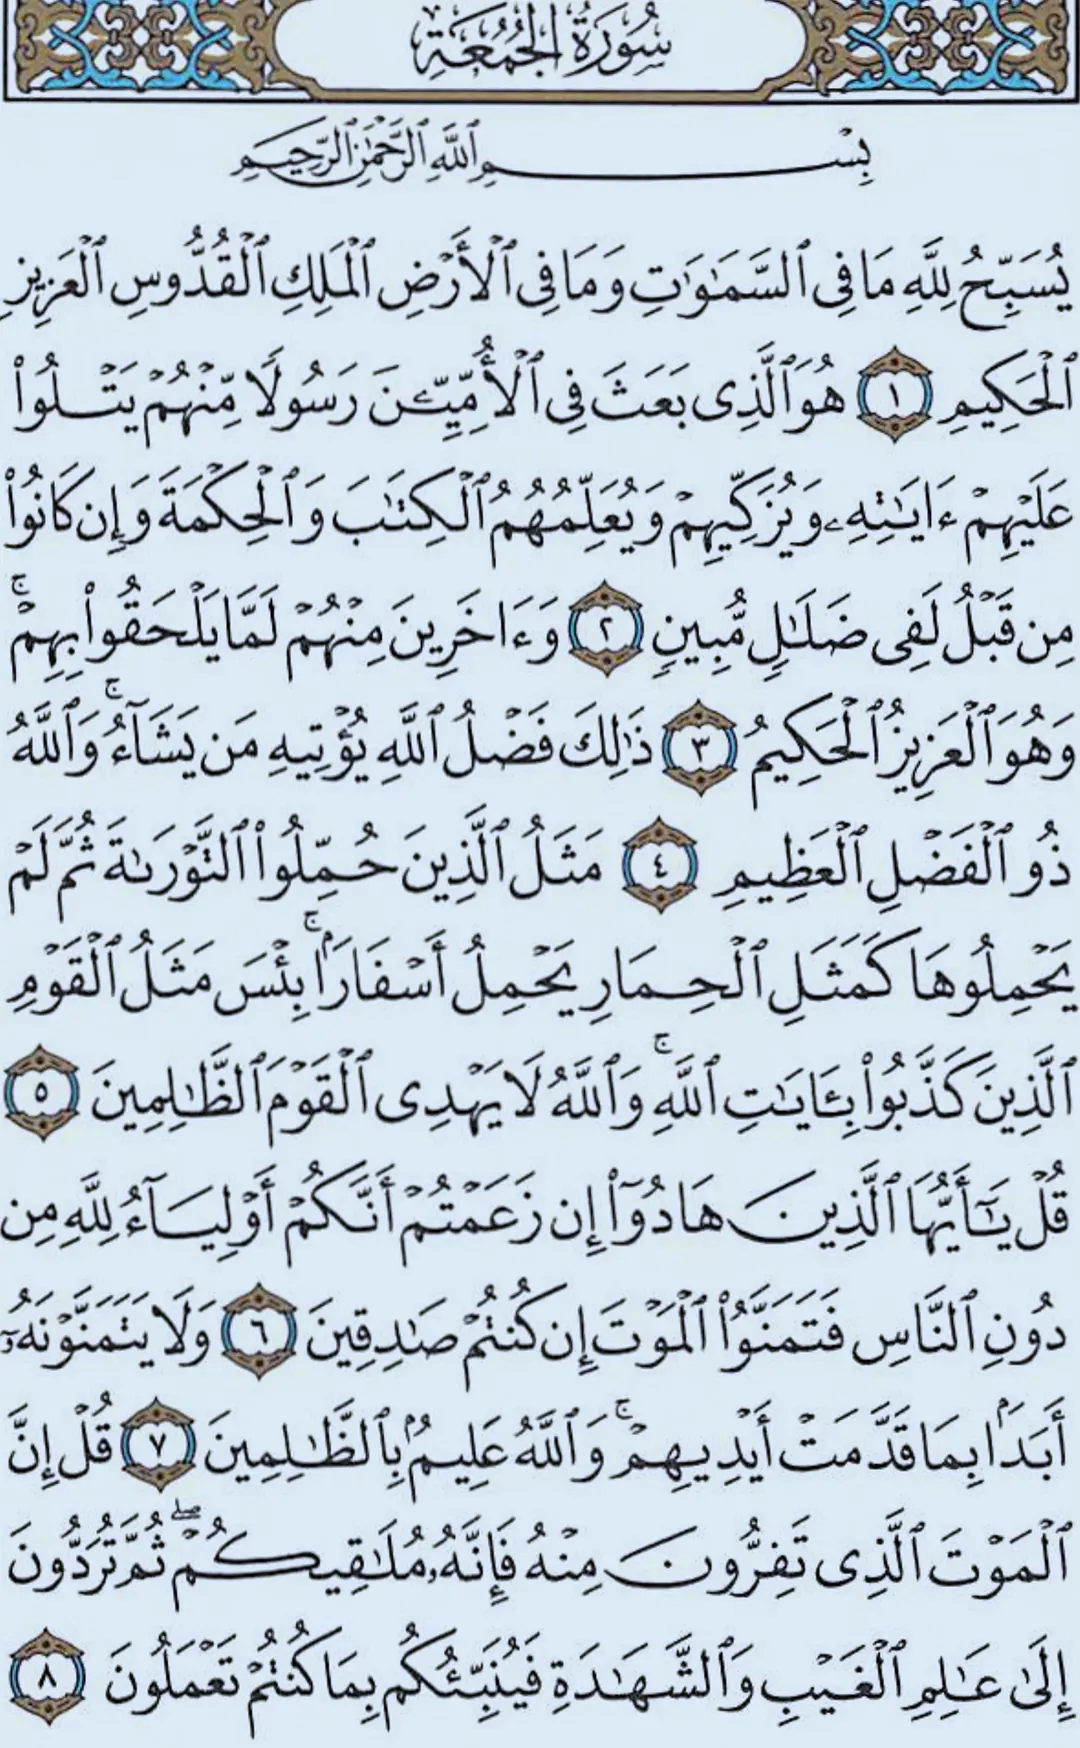 سُورَةُ الجُمُعَةِ
بِسْمِ ٱللَّهِ ٱلرَّحْمَٰنِ ٱلرَّحِيمِ
يُسَبِّحُ لِلَّهِ مَا فِى ٱلسَّمَٰوَٰتِ وَمَا فِى ٱلْأَرْضِ ٱلْمَلِكِ ٱلْقُدُّوسِ ٱلْعَزِيزِ
ٱلْحَكِيمِ ١ هُوَ ٱلَّذِى بَعَثَ فِى ٱلْأُمِّيِّـۧنَ رَسُولًا مِّنْهُمْ يَتْلُوا۟
عَلَيْهِمْ ءَايَٰتِهِۦ وَيُزَكِّيهِمْ وَيُعَلِّمُهُمُ ٱلْكِتَٰبَ وَٱلْحِكْمَةَ وَإِن كَانُوا۟
مِن قَبْلُ لَفِى ضَلَٰلٍ مُّبِينٍ ٢ وَءَاخَرِينَ مِنْهُمْ لَمَّا يَلْحَقُوا۟ بِهِمْ ۚ
وَهُوَ ٱلْعَزِيزُ ٱلْحَكِيمُ ٣ ذَٰلِكَ فَضْلُ ٱللَّهِ يُؤْتِيهِ مَن يَشَآءُ ۚ وَٱللَّهُ
ذُو ٱلْفَضْلِ ٱلْعَظِيمِ ٤ مَثَلُ ٱلَّذِينَ حُمِّلُوا۟ ٱلتَّوْرَىٰةَ ثُمَّ لَمْ
يَحْمِلُوهَا كَمَثَلِ ٱلْحِمَارِ يَحْمِلُ أَسْفَارًۢا ۚ بِئْسَ مَثَلُ ٱلْقَوْمِ
ٱلَّذِينَ كَذَّبُوا۟ بِـَٔايَٰتِ ٱللَّهِ ۚ وَٱللَّهُ لَا يَهْدِى ٱلْقَوْمَ ٱلظَّٰلِمِينَ ٥
قُلْ يَٰٓأَيُّهَا ٱلَّذِينَ هَادُوٓا۟ إِن زَعَمْتُمْ أَنَّكُمْ أَوْلِيَآءُ لِلَّهِ مِن
دُونِ ٱلنَّاسِ فَتَمَنَّوُا۟ ٱلْمَوْتَ إِن كُنتُمْ صَٰدِقِينَ ٦ وَلَا يَتَمَنَّوْنَهُۥٓ
أَبَدًۢا بِمَا قَدَّمَتْ أَيْدِيهِمْ ۚ وَٱللَّهُ عَلِيمٌۢ بِٱلظَّٰلِمِينَ ٧ قُلْ إِنَّ
ٱلْمَوْتَ ٱلَّذِى تَفِرُّونَ مِنْهُ فَإِنَّهُۥ مُلَٰقِيكُمْ ۖ ثُمَّ تُرَدُّونَ
إِلَىٰ عَٰلِمِ ٱلْغَيْبِ وَٱلشَّهَٰدَةِ فَيُنَبِّئُكُم بِمَا كُنتُمْ تَعْمَلُونَ ٨